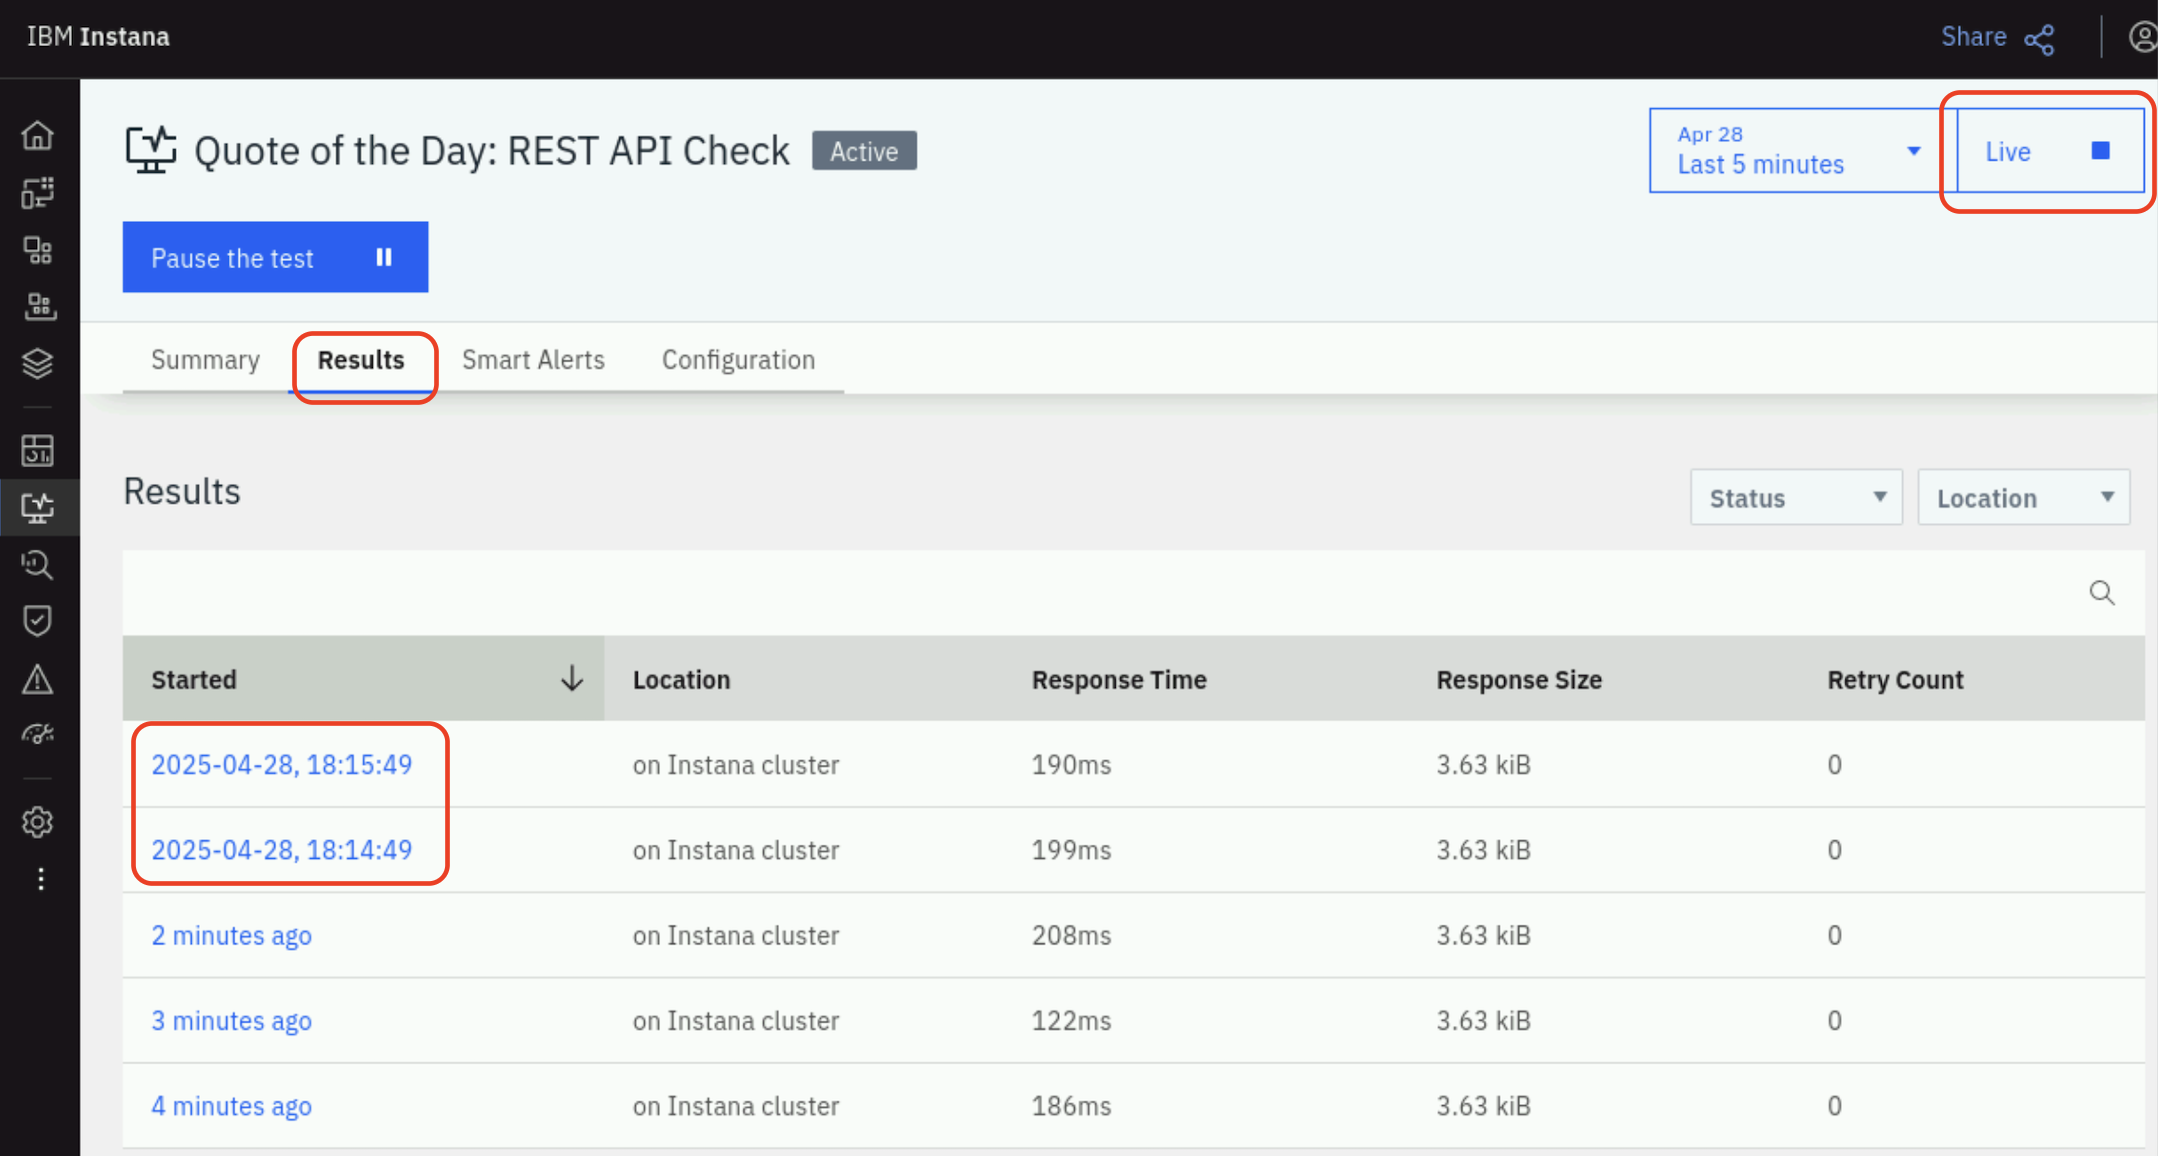 IBM Instana
Share
Quote of the Day: REST API Check
Active
Apr 28
Last 5 minutes
Live
Pause the test
Summary
Results
Smart Alerts
Configuration
Results
Status
Location
Started
Location
Response Time
Response Size
Retry Count
2025-04-28, 18:15:49 on Instana cluster 190ms 3.63 kiB 0
2025-04-28, 18:14:49 on Instana cluster 199ms 3.63 kiB 0
2 minutes ago on Instana cluster 208ms 3.63 kiB 0
3 minutes ago on Instana cluster 122ms 3.63 kiB 0
4 minutes ago on Instana cluster 186ms 3.63 kiB 0